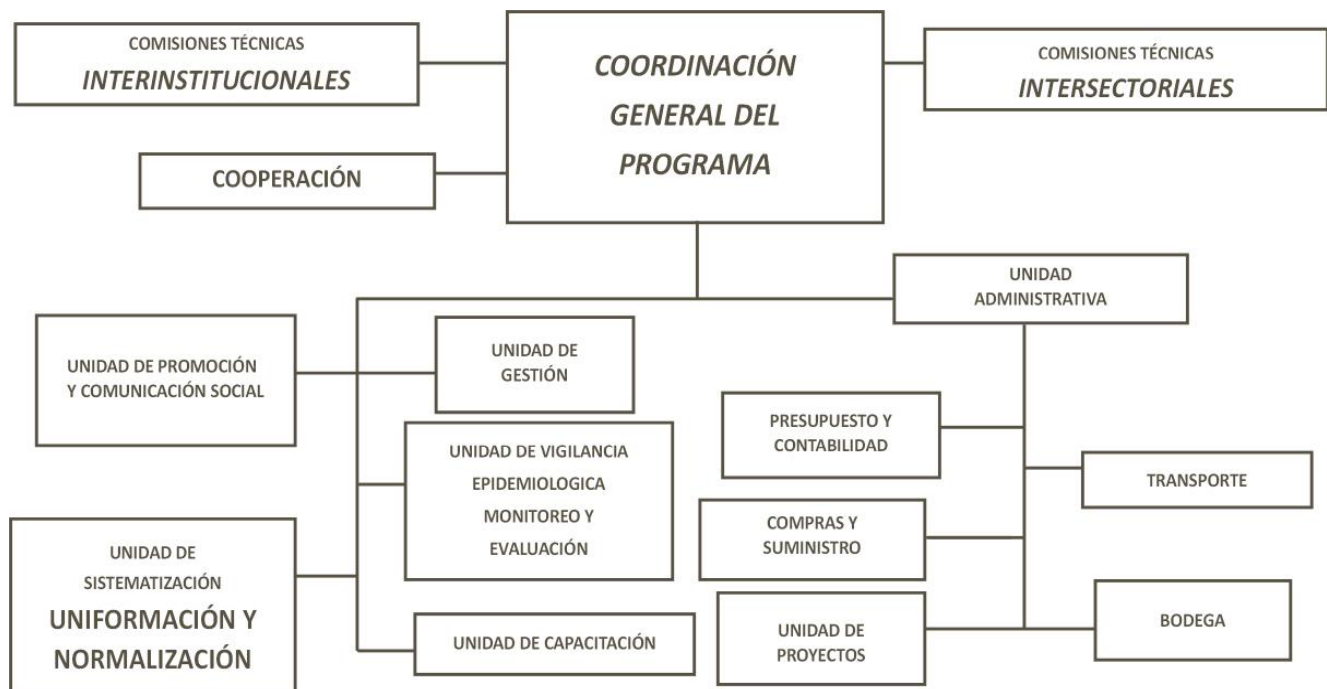 COMISIONES TÉCNICAS
INTERINSTITUCIONALES
COORDINACIÓN
GENERAL DEL
PROGRAMA
COMISIONES TÉCNICAS
INTERSECTORIALES
COOPERACIÓN
UNIDAD
ADMINISTRATIVA
UNIDAD DE PROMOCIÓN
Y COMUNICACIÓN SOCIAL
UNIDAD DE
GESTIÓN
PRESUPUESTO Y
CONTABILIDAD
UNIDAD DE VIGILANCIA
EPIDEMIOLOGICA
MONITOREO Y
EVALUACIÓN
TRANSPORTE
COMPRAS Y
SUMINISTRO
UNIDAD DE
SISTEMATIZACIÓN
UNIFORMACIÓN Y
NORMALIZACIÓN
UNIDAD DE CAPACITACIÓN
UNIDAD DE
PROYECTOS
BODEGA